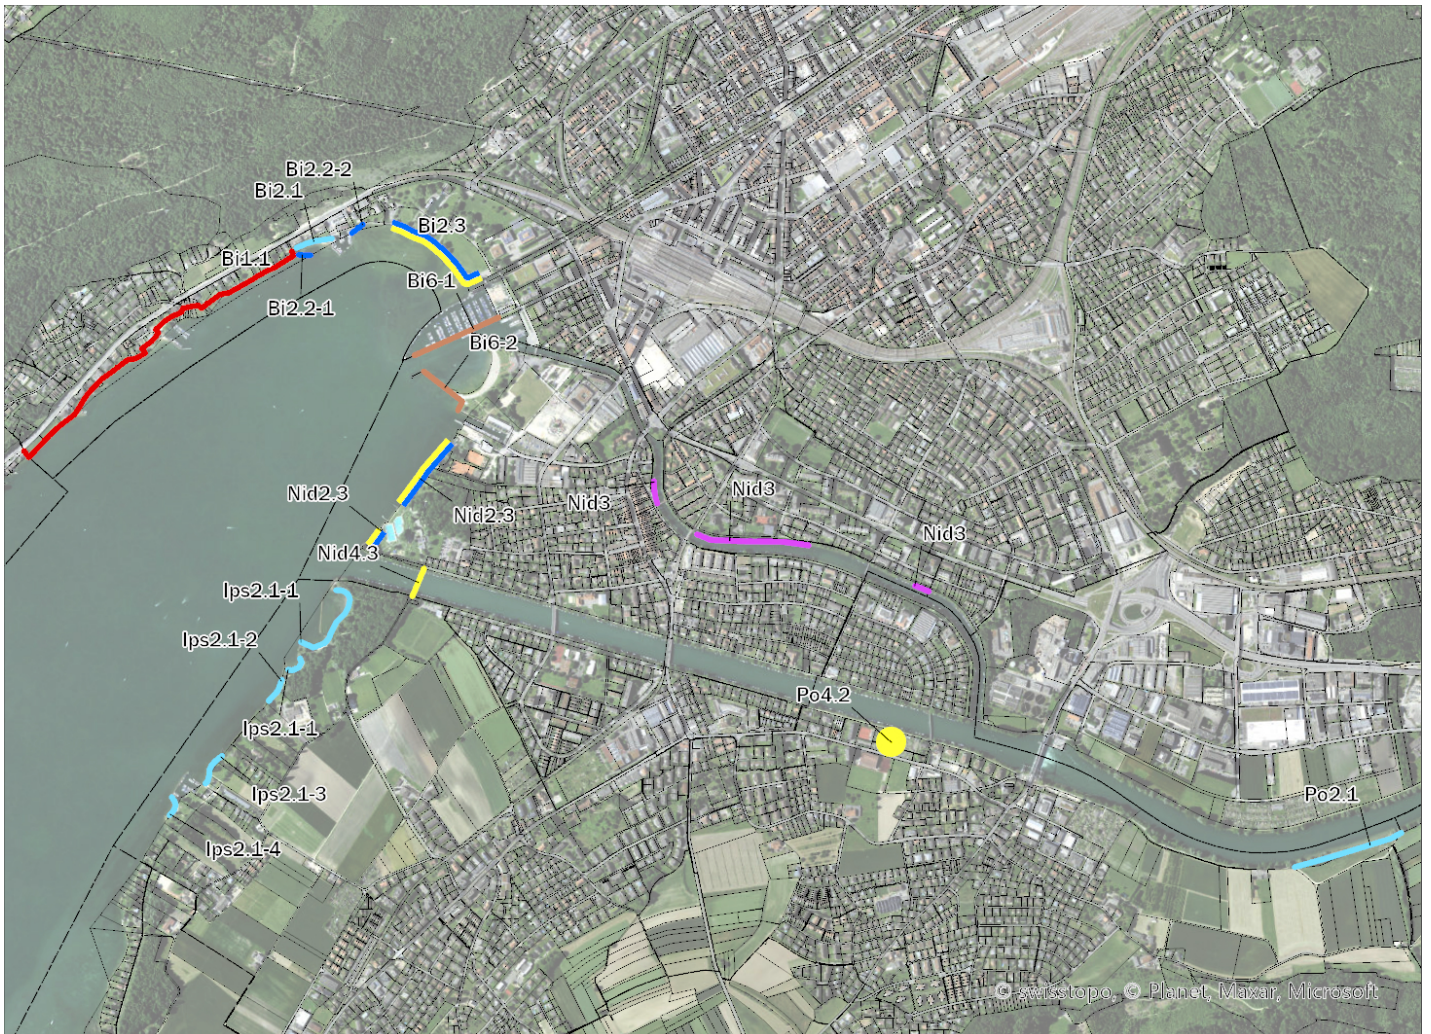 Bi2.2-2
Bi2.1
Bi2.3
Bi1.1
Bi6-1
Bi2.2-1
Bi6-2
Nid2.3
Nid3
Nid3
Nid2.3
Nid3
Nid4.3
Ips2.1-1
Ips2.1-2
Po4.2
Ips2.1-1
Ips2.1-3
Po2.1
Ips2.1-4
© swisstopo, © Planet, Maxar, Microsoft